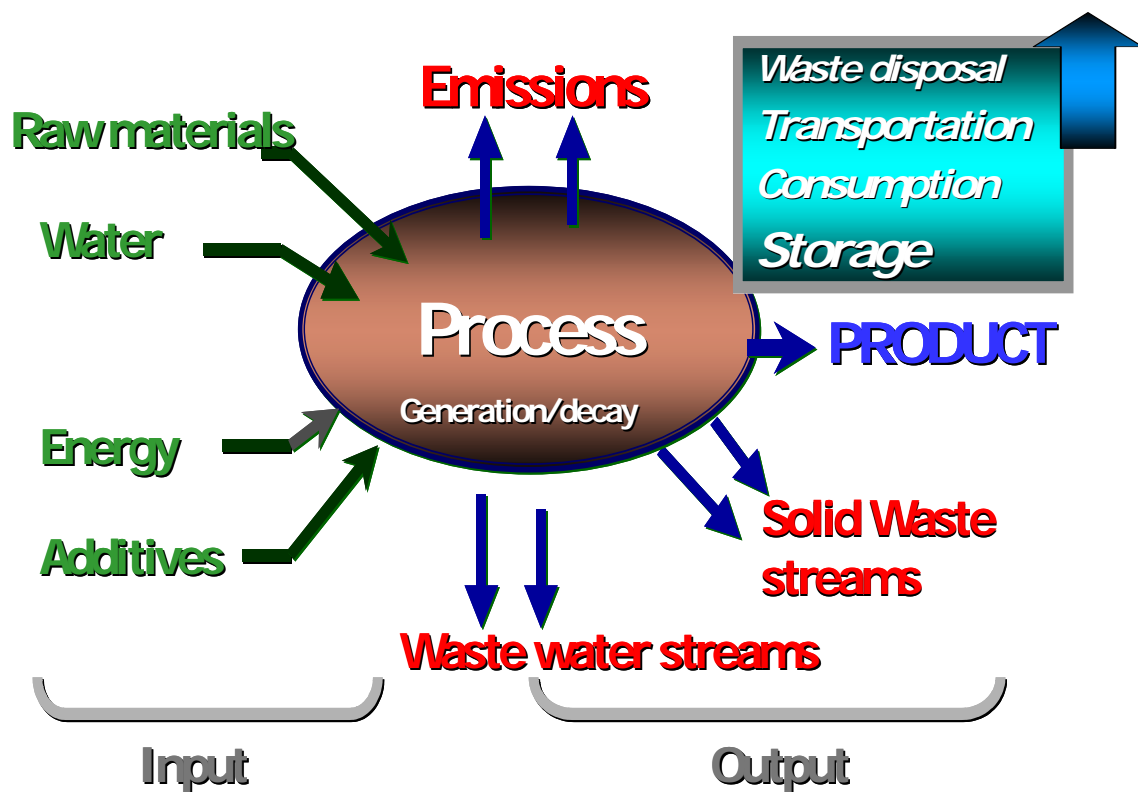 Emissions
Raw materials
Water
Energy
Additives
Process
Generation/decay
Waste disposal
Transportation
Consumption
Storage
PRODUCT
Solid Waste
streams
Waste water streams
Input
Output